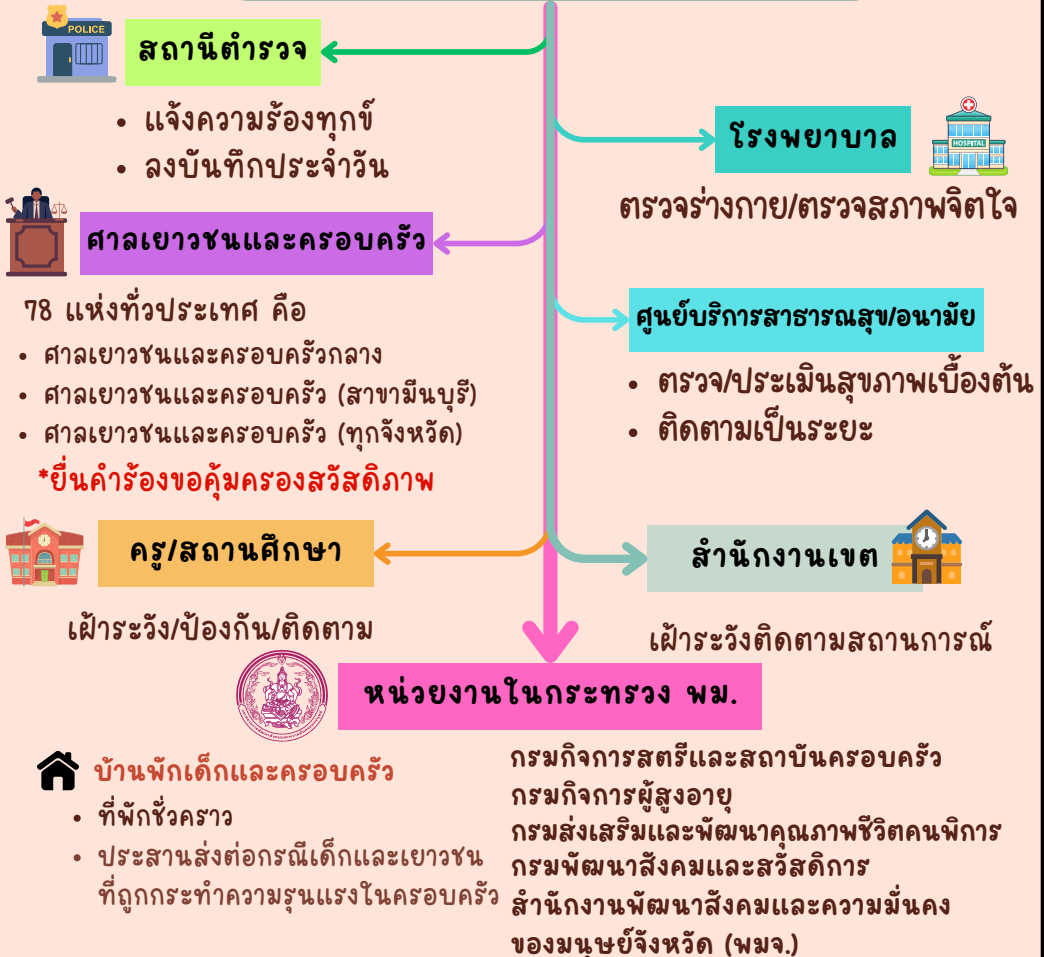 POLICE
สถานีตำรวจ
• แจ้งความร้องทุกข์
• ลงบันทึกประจำวัน
โรงพยาบาล
HOSPITAL
ตรวจร่างกาย/ตรวจสภาพจิตใจ
ศาลเยาวชนและครอบครัว
78 แห่งทั่วประเทศ คือ
• ศาลเยาวชนและครอบครัวกลาง
• ศาลเยาวชนและครอบครัว (สาขามีนบุรี)
• ศาลเยาวชนและครอบครัว (ทุกจังหวัด)
*ยื่นคำร้องขอคุ้มครองสวัสดิภาพ
ศูนย์บริการสาธารณสุข/อนามัย
• ตรวจ/ประเมินสุขภาพเบื้องต้น
• ติดตามเป็นระยะ
ครู/สถานศึกษา
เฝ้าระวัง/ป้องกัน/ติดตาม
สำนักงานเขต
เฝ้าระวังติดตามสถานการณ์
หน่วยงานในกระทรวง พม.
บ้านพักเด็กและครอบครัว
• ที่พักชั่วคราว
• ประสานส่งต่อกรณีเด็กและเยาวชน
ที่ถูกกระทำความรุนแรงในครอบครัว
กรมกิจการสตรีและสถาบันครอบครัว
กรมกิจการผู้สูงอายุ
กรมส่งเสริมและพัฒนาคุณภาพชีวิตคนพิการ
กรมพัฒนาสังคมและสวัสดิการ
สำนักงานพัฒนาสังคมและความมั่นคง
ของมนุษย์จังหวัด (พมจ.)